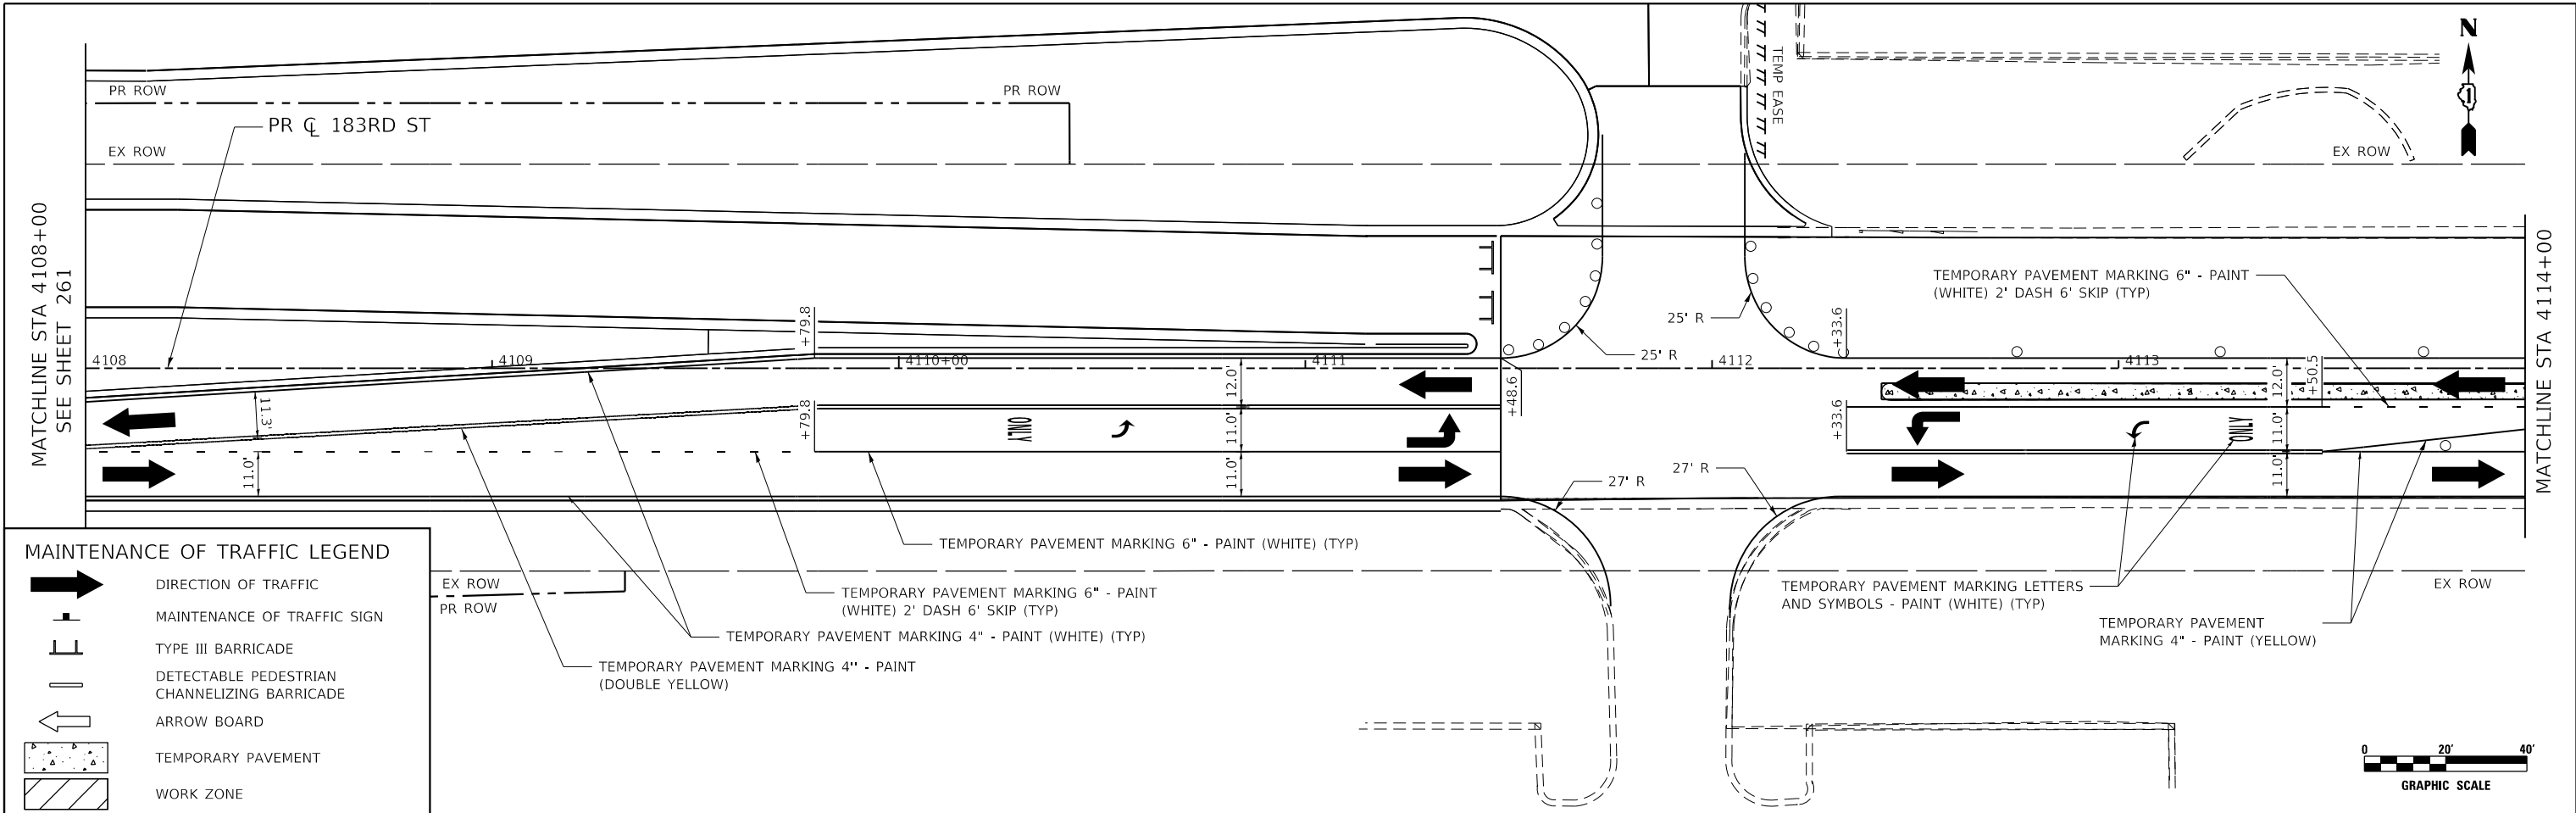 N
1
PR ROW
PR ROW
TEMP EASE
PR ℄ 183RD ST
EX ROW
EX ROW
MATCHLINE STA 4108+00
SEE SHEET 261
MATCHLINE STA 4114+00
TEMPORARY PAVEMENT MARKING 6" - PAINT
(WHITE) 2' DASH 6' SKIP (TYP)
25' R
25' R
+79.8
+33.6
4108
4109
4110+00
4111
4112
4113
+48.6
+50.5
12.0'
12.0'
11.3'
+79.8
+33.6
11.0'
11.0'
ONLY
ONLY
11.0'
11.0'
11.0'
27' R
27' R
TEMPORARY PAVEMENT MARKING 6" - PAINT (WHITE) (TYP)
TEMPORARY PAVEMENT MARKING 6" - PAINT
(WHITE) 2' DASH 6' SKIP (TYP)
TEMPORARY PAVEMENT MARKING 4" - PAINT (WHITE) (TYP)
TEMPORARY PAVEMENT MARKING 4" - PAINT
(DOUBLE YELLOW)
TEMPORARY PAVEMENT MARKING LETTERS
AND SYMBOLS - PAINT (WHITE) (TYP)
TEMPORARY PAVEMENT
MARKING 4" - PAINT (YELLOW)
EX ROW
PR ROW
EX ROW
MAINTENANCE OF TRAFFIC LEGEND
DIRECTION OF TRAFFIC
MAINTENANCE OF TRAFFIC SIGN
TYPE III BARRICADE
DETECTABLE PEDESTRIAN
CHANNELIZING BARRICADE
ARROW BOARD
TEMPORARY PAVEMENT
WORK ZONE
0 20' 40'
GRAPHIC SCALE